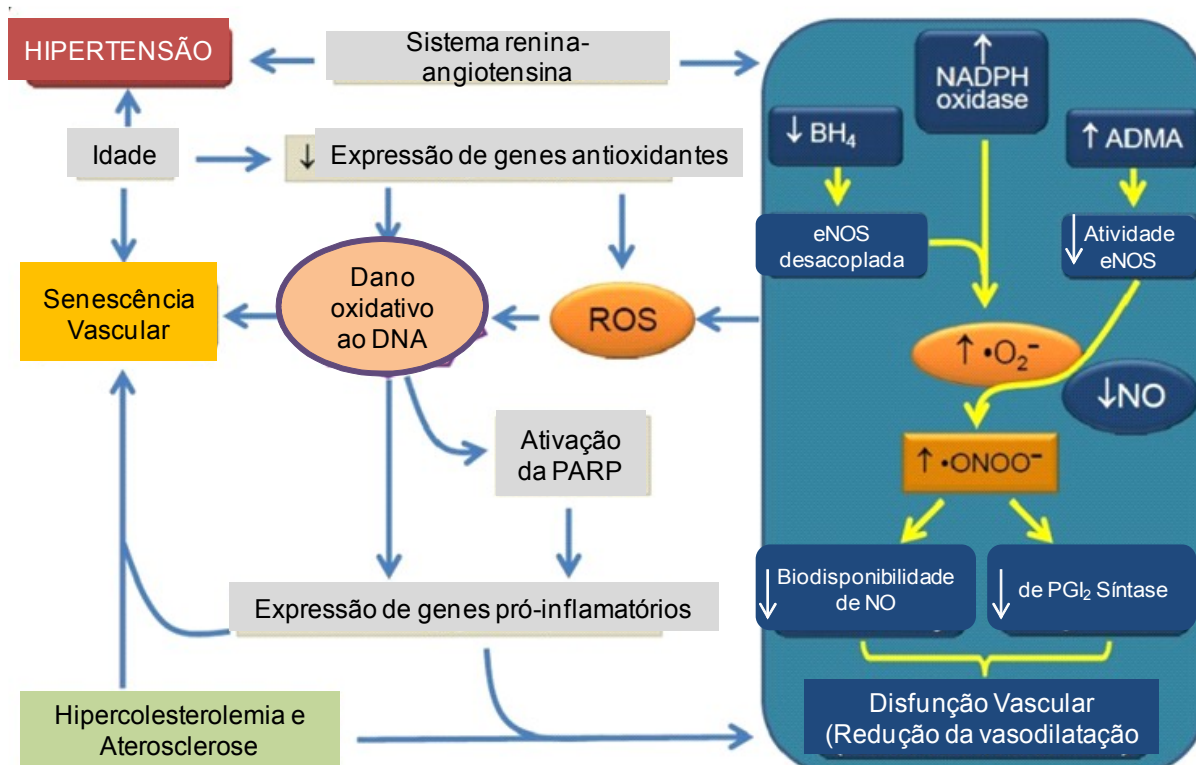 HIPERTENSÃO
Sistema renina-
angiotensina
Idade
↓ Expressão de genes antioxidantes
Senescência
Vascular
Dano
oxidativo
ao DNA
ROS
Ativação
da PARP
Expressão de genes pró-inflamatórios
Hipercolesterolemia e
Aterosclerose
↑
NADPH
oxidase
↓ BH₄
↑ ADMA
eNOS
desacoplada
↓ Atividade
eNOS
↑ •O₂⁻
↓NO
↑ •ONOO⁻
↓ Biodisponibilidade
de NO
↓ de PGI₂ Síntase
Disfunção Vascular
(Redução da vasodilatação